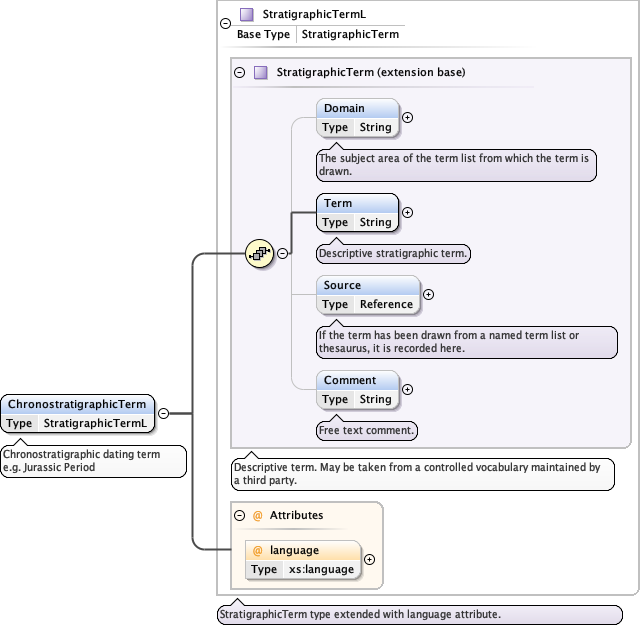 StratigraphicTermL
Base Type StratigraphicTerm
StratigraphicTerm (extension base)
Domain
Type String
The subject area of the term list from which the term is
drawn.
Term
Type String
Descriptive stratigraphic term.
Source
Type Reference
If the term has been drawn from a named term list or
thesaurus, it is recorded here.
Comment
Type String
Free text comment.
ChronostratigraphicTerm
Type StratigraphicTermL
Chronostratigraphic dating term
e.g. Jurassic Period
Descriptive term. May be taken from a controlled vocabulary maintained by
a third party.
@ Attributes
@ language
Type xs:language
StratigraphicTerm type extended with language attribute.